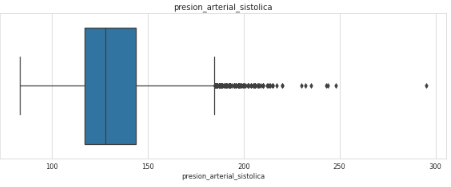 presion_arterial_sistolica
100 150 200 250 300
presion_arterial_sistolica